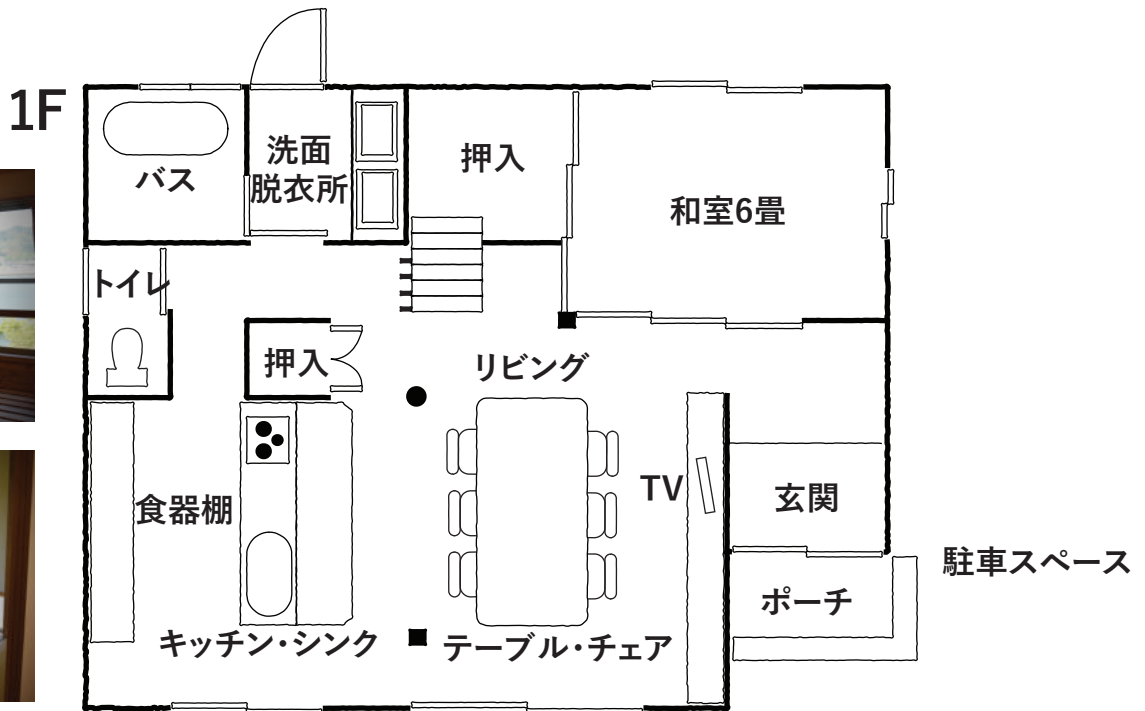 1F
バス
洗面
脱衣所
押入
和室6畳
トイレ
押入
リビング
食器棚
TV
玄関
駐車スペース
ポーチ
キッチン・シンク
テーブル・チェア